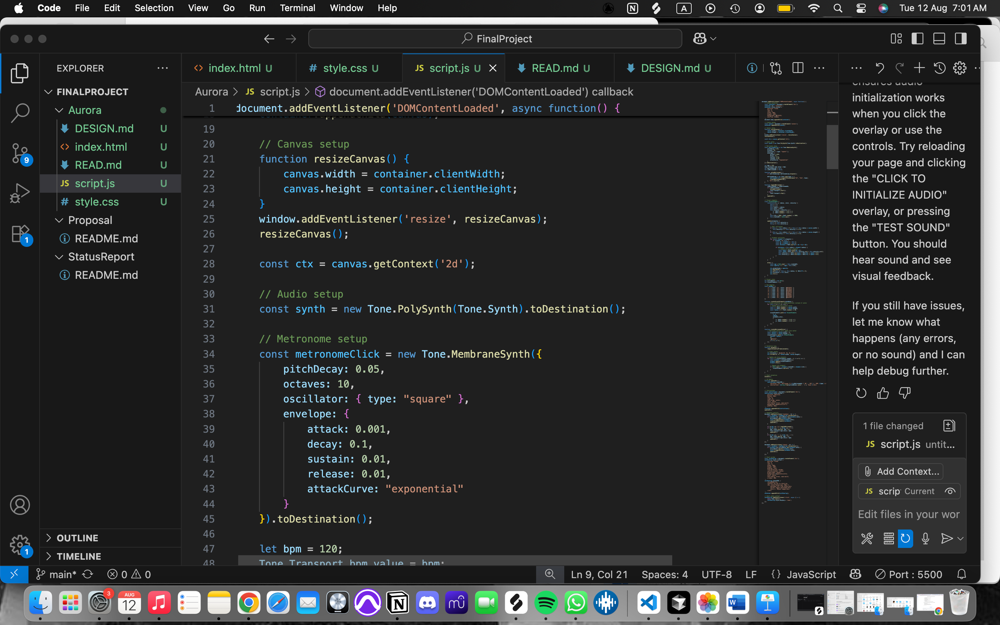 Code File Edit Selection View Go Run Terminal Window Help
A
Tue 12 Aug 7:01 AM
FinalProject
EXPLORER
FINALPROJECT
Aurora
DESIGN.md U
index.html U
READ.md U
JS script.js U
# style.css U
Proposal
README.md
StatusReport
README.md
OUTLINE
TIMELINE
9
1
1
<> index.html U
# style.css U
JS script.js U
READ.md U
DESIGN.md U
Aurora > JS script.js > document.addEventListener('DOMContentLoaded') callback
1 document.addEventListener('DOMContentLoaded', async function() {
19
20 // Canvas setup
21 function resizeCanvas() {
22 canvas.width = container.clientWidth;
23 canvas.height = container.clientHeight;
24 }
25 window.addEventListener('resize', resizeCanvas);
26 resizeCanvas();
27
28 const ctx = canvas.getContext('2d');
29
30 // Audio setup
31 const synth = new Tone.PolySynth(Tone.Synth).toDestination();
32
33 // Metronome setup
34 const metronomeClick = new Tone.MembraneSynth({
35 pitchDecay: 0.05,
36 octaves: 10,
37 oscillator: { type: "square" },
38 envelope: {
39 attack: 0.001,
40 decay: 0.1,
41 sustain: 0.01,
42 release: 0.01,
43 attackCurve: "exponential"
44 }
45 }).toDestination();
46
47 let bpm = 120;
48 Tone.Transport.bpm.value = bpm;
ensures audio
initialization works
when you click the
overlay or use the
controls. Try reloading
your page and clicking
the "CLICK TO
INITIALIZE AUDIO"
overlay, or pressing
the "TEST SOUND"
button. You should
hear sound and see
visual feedback.
If you still have issues,
let me know what
happens (any errors,
or no sound) and I can
help debug further.
1 file changed
JS script.js untit...
Add Context...
JS scrip Current
Edit files in your wor
main* 0 0
Ln 9, Col 21 Spaces: 4 UTF-8 LF {} JavaScript Port : 5500
3
AUG
12